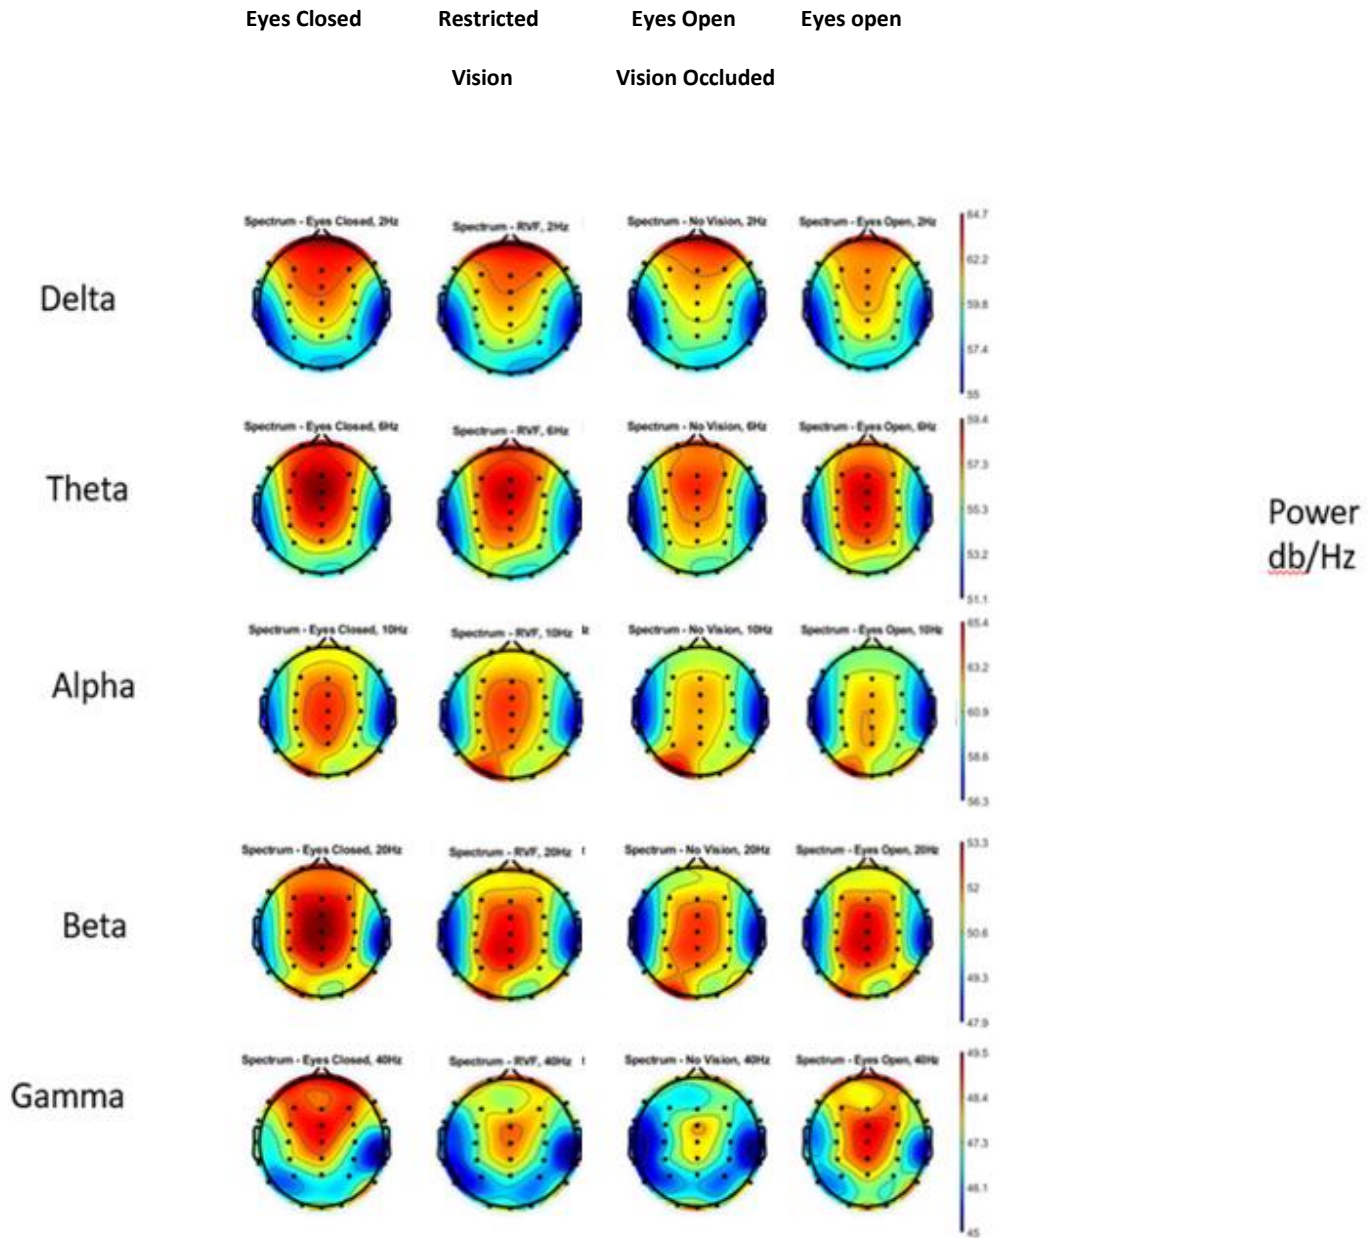 Eyes Closed Restricted Eyes Open Eyes open
Vision Vision Occluded
Spectrum - Eyes Closed, 2Hz Spectrum - RVF, 2Hz Spectrum - No Vision, 2Hz Spectrum - Eyes Open, 2Hz
64.7
62.2
Delta
59.8
57.4
55
Spectrum - Eyes Closed, 6Hz Spectrum - RVF, 6Hz Spectrum - No Vision, 6Hz Spectrum - Eyes Open, 6Hz
59.4
57.3
Theta
55.3
Power
db/Hz
53.2
51.1
Spectrum - Eyes Closed, 10Hz Spectrum - RVF, 10Hz Spectrum - No Vision, 10Hz Spectrum - Eyes Open, 10Hz
65.4
63.2
Alpha
60.9
58.6
56.3
Spectrum - Eyes Closed, 20Hz Spectrum - RVF, 20Hz Spectrum - No Vision, 20Hz Spectrum - Eyes Open, 20Hz
53.3
52
Beta
50.6
49.3
47.9
Spectrum - Eyes Closed, 40Hz Spectrum - RVF, 40Hz Spectrum - No Vision, 40Hz Spectrum - Eyes Open, 40Hz
49.5
Gamma
48.4
47.3
46.1
45